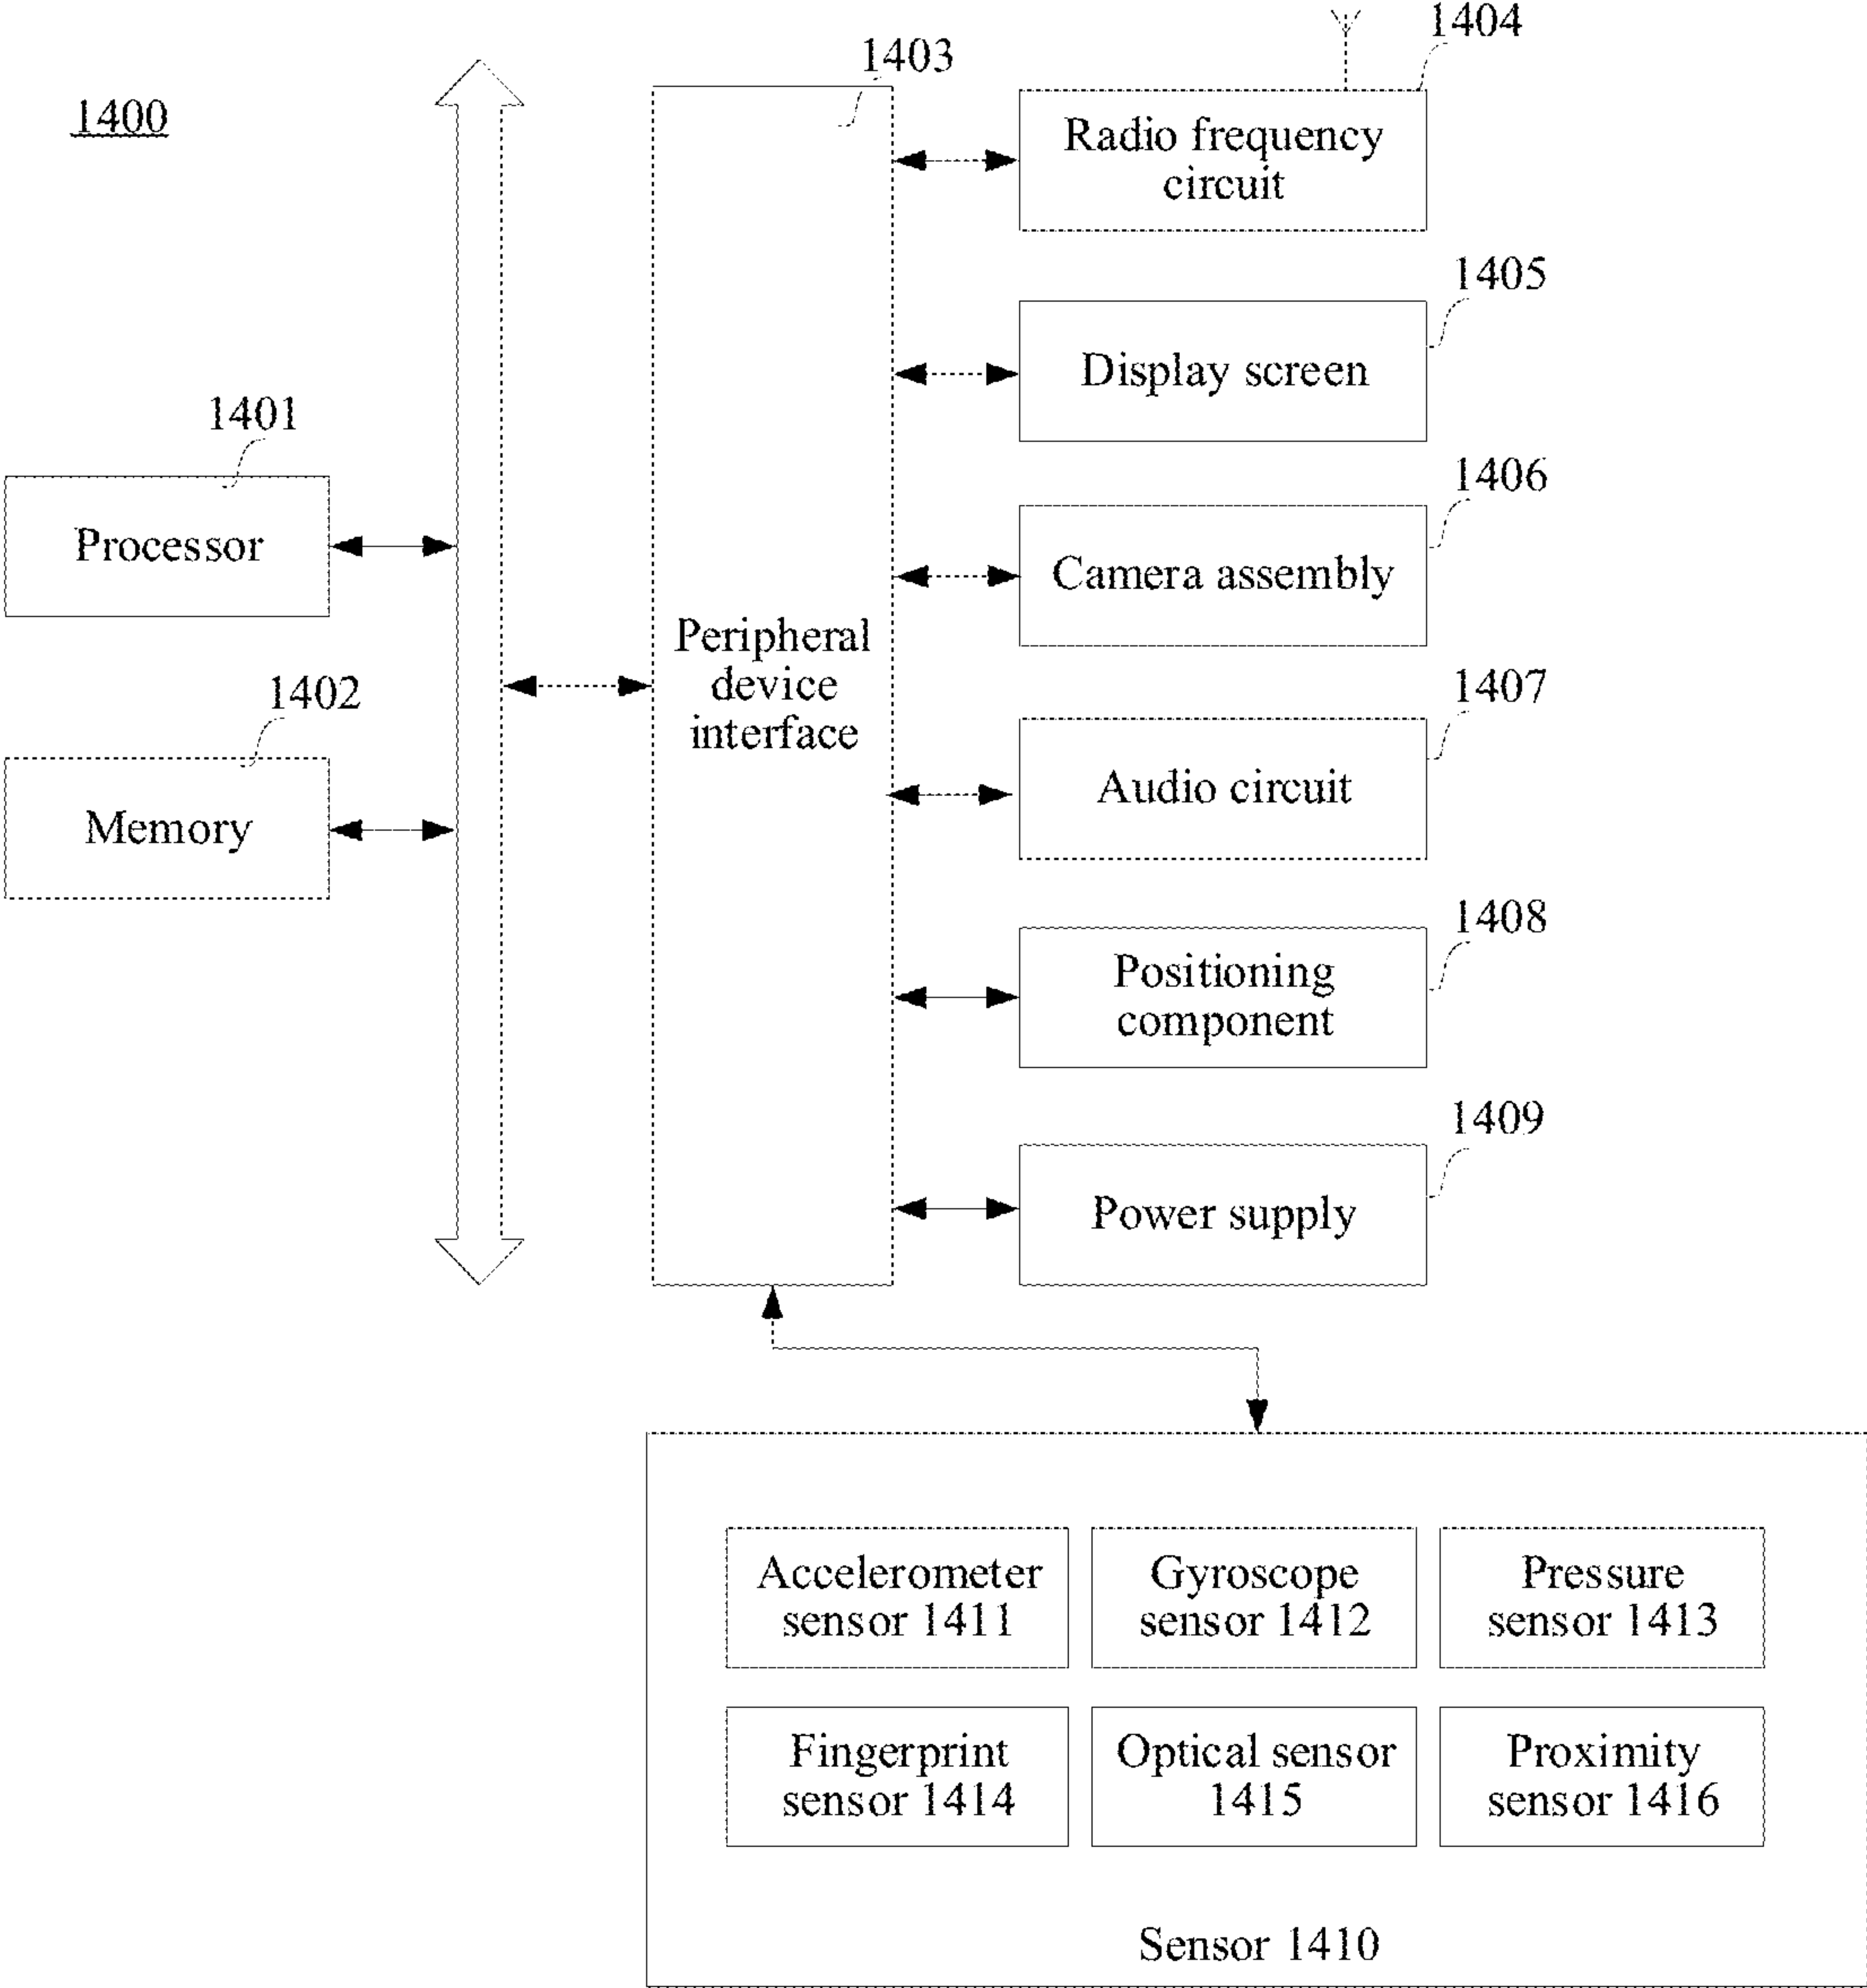 1400
1401
Processor
1402
Memory
1403
Peripheral
device
interface
1404
Radio frequency
circuit
1405
Display screen
1406
Camera assembly
1407
Audio circuit
1408
Positioning
component
1409
Power supply
Accelerometer
sensor 1411
Gyroscope
sensor 1412
Pressure
sensor 1413
Fingerprint
sensor 1414
Optical sensor
1415
Proximity
sensor 1416
Sensor 1410